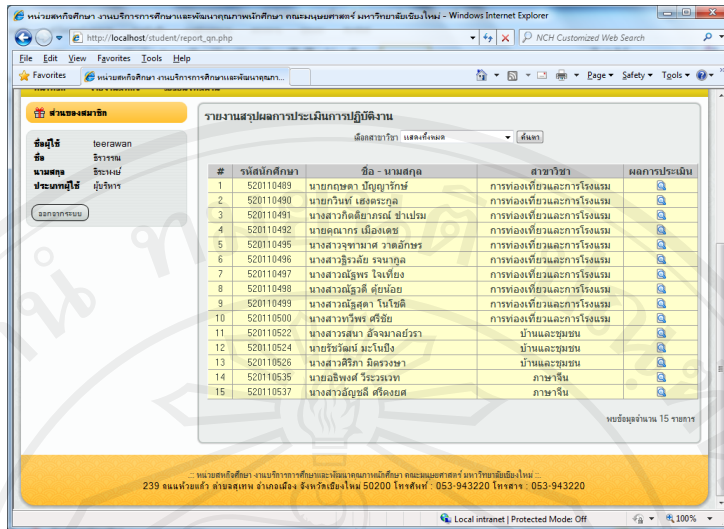 หน่วยสหกิจศึกษา งานบริการการศึกษาและพัฒนาคุณภาพนักศึกษา คณะมนุษยศาสตร์ มหาวิทยาลัยเชียงใหม่ - Windows Internet Explorer
http://localhost/student/report_qn.php
NCH Customized Web Search
File Edit View Favorites Tools Help
Favorites หน่วยสหกิจศึกษา งานบริการการศึกษาและพัฒนาคุณภา... Page Safety Tools
ส่วนของสมาชิก
ชื่อผู้ใช้ teerawan
ชื่อ ธีรวรรณ
นามสกุล
ประเภทผู้ใช้ ผู้บริหาร
ออกจากระบบ
รายงานสรุปผลการประเมินการปฏิบัติงาน
เลือกสาขาวิชา แสดงทั้งหมด ค้นหา
# รหัสนักศึกษา ชื่อ - นามสกุล สาขาวิชา ผลการประเมิน
1 520110489 นายกฤษดา ปัญญารักษ์ การท่องเที่ยวและการโรงแรม
2 520110490 นายกวินท์ เฮงตระกูล การท่องเที่ยวและการโรงแรม
3 520110491 นางสาวกิตติยาภรณ์ ชำเปรม การท่องเที่ยวและการโรงแรม
4 520110492 นายคุณากร เมืองเดช การท่องเที่ยวและการโรงแรม
5 520110495 นางสาวจุฑามาศ วาดอักษร การท่องเที่ยวและการโรงแรม
6 520110496 นางสาวฐิรวลัย รจนากูล การท่องเที่ยวและการโรงแรม
7 520110497 นางสาวณัฐพร ใจเที่ยง การท่องเที่ยวและการโรงแรม
8 520110498 นางสาวณัฐวดี ตุ้ยน้อย การท่องเที่ยวและการโรงแรม
9 520110499 นางสาวณัฐสุดา โนโชติ การท่องเที่ยวและการโรงแรม
10 520110500 นางสาวทวีพร ศรีชัย การท่องเที่ยวและการโรงแรม
11 520110522 นางสาวรสนา อัจจมาลย์วรา บ้านและชุมชน
12 520110524 นายรัชวัฒน์ มะโนปิง บ้านและชุมชน
13 520110526 นางสาวศิริภา มิตรวงษา บ้านและชุมชน
14 520110535 นายอธิพงศ์ วีระวรเวท ภาษาจีน
15 520110537 นางสาวอัญชลี ศรีดงยศ ภาษาจีน
พบข้อมูลจำนวน 15 รายการ
.:: หน่วยสหกิจศึกษา งานบริการการศึกษาและพัฒนาคุณภาพนักศึกษา คณะมนุษยศาสตร์ มหาวิทยาลัยเชียงใหม่ ::.
239 ถนนห้วยแก้ว ตำบลสุเทพ อำเภอเมือง จังหวัดเชียงใหม่ 50200 โทรศัพท์ : 053-943220 โทรสาร : 053-943220
Local intranet | Protected Mode: Off 100%